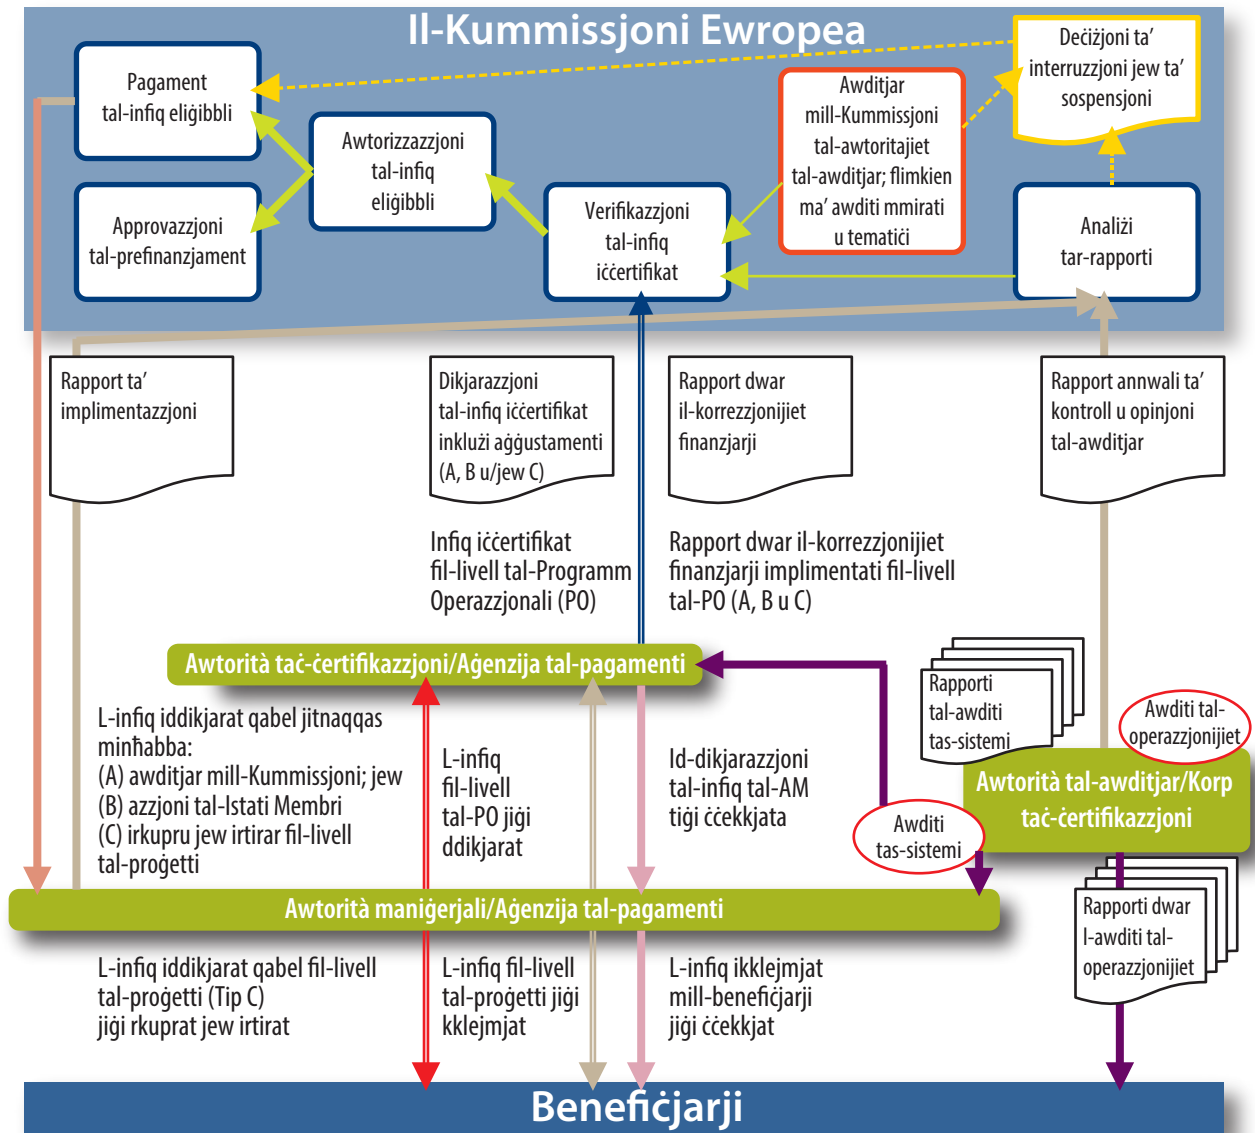 Il-Kummissjoni Ewropea
Pagament
tal-infiq eliġibbli
Awtorizzazzjoni
tal-infiq
eliġibbli
Approvazzjoni
tal-prefinanzjament
Verifikazzjoni
tal-infiq
iċċertifikat
Awditjar
mill-Kummissjoni
tal-awtoritajiet
tal-awditjar; flimkien
ma’ awditi mmirati
u tematiċi
Deċiżjoni ta’
interruzzjoni jew ta’
sospensjoni
Analiżi
tar-rapporti
Rapport ta’
implimentazzjoni
Dikjarazzjoni
tal-infiq iċċertifikat
inklużi aġġustamenti
(A, B u/jew C)
Rapport dwar
il-korrezzjonijiet
finanzjarji
Rapport annwali ta’
kontroll u opinjoni
tal-awditjar
Infiq iċċertifikat
fil-livell tal-Programm
Operazzjonali (PO)
Rapport dwar il-korrezzjonijiet
finanzjarji implimentati fil-livell
tal-PO (A, B u C)
Awtorità taċ-ċertifikazzjoni/Aġenzija tal-pagamenti
Rapporti
tal-awditi
tas-sistemi
Awditi tal-
operazzjonijiet
L-infiq iddikjarat qabel jitnaqqas
minħabba:
(A) awditjar mill-Kummissjoni; jew
(B) azzjoni tal-Istati Membri
(C) irkupru jew irtirar fil-livell
tal-proġetti
L-infiq
fil-livell
tal-PO jiġi
ddikjarat
Id-dikjarazzjoni
tal-infiq tal-AM
tiġi ċċekkjata
Awditi
tas-sistemi
Awtorità tal-awditjar/Korp
taċ-ċertifikazzjoni
Awtorità maniġerjali/Aġenzija tal-pagamenti
Rapporti dwar
l-awditi tal-
operazzjonijiet
L-infiq iddikjarat qabel fil-livell
tal-proġetti (Tip C)
jiġi rkuprat jew irtirat
L-infiq fil-livell
tal-proġetti jiġi
kklejmjat
L-infiq ikklejmjat
mill-benefiċjarji
jiġi ċċekkjat
Benefiċjarji